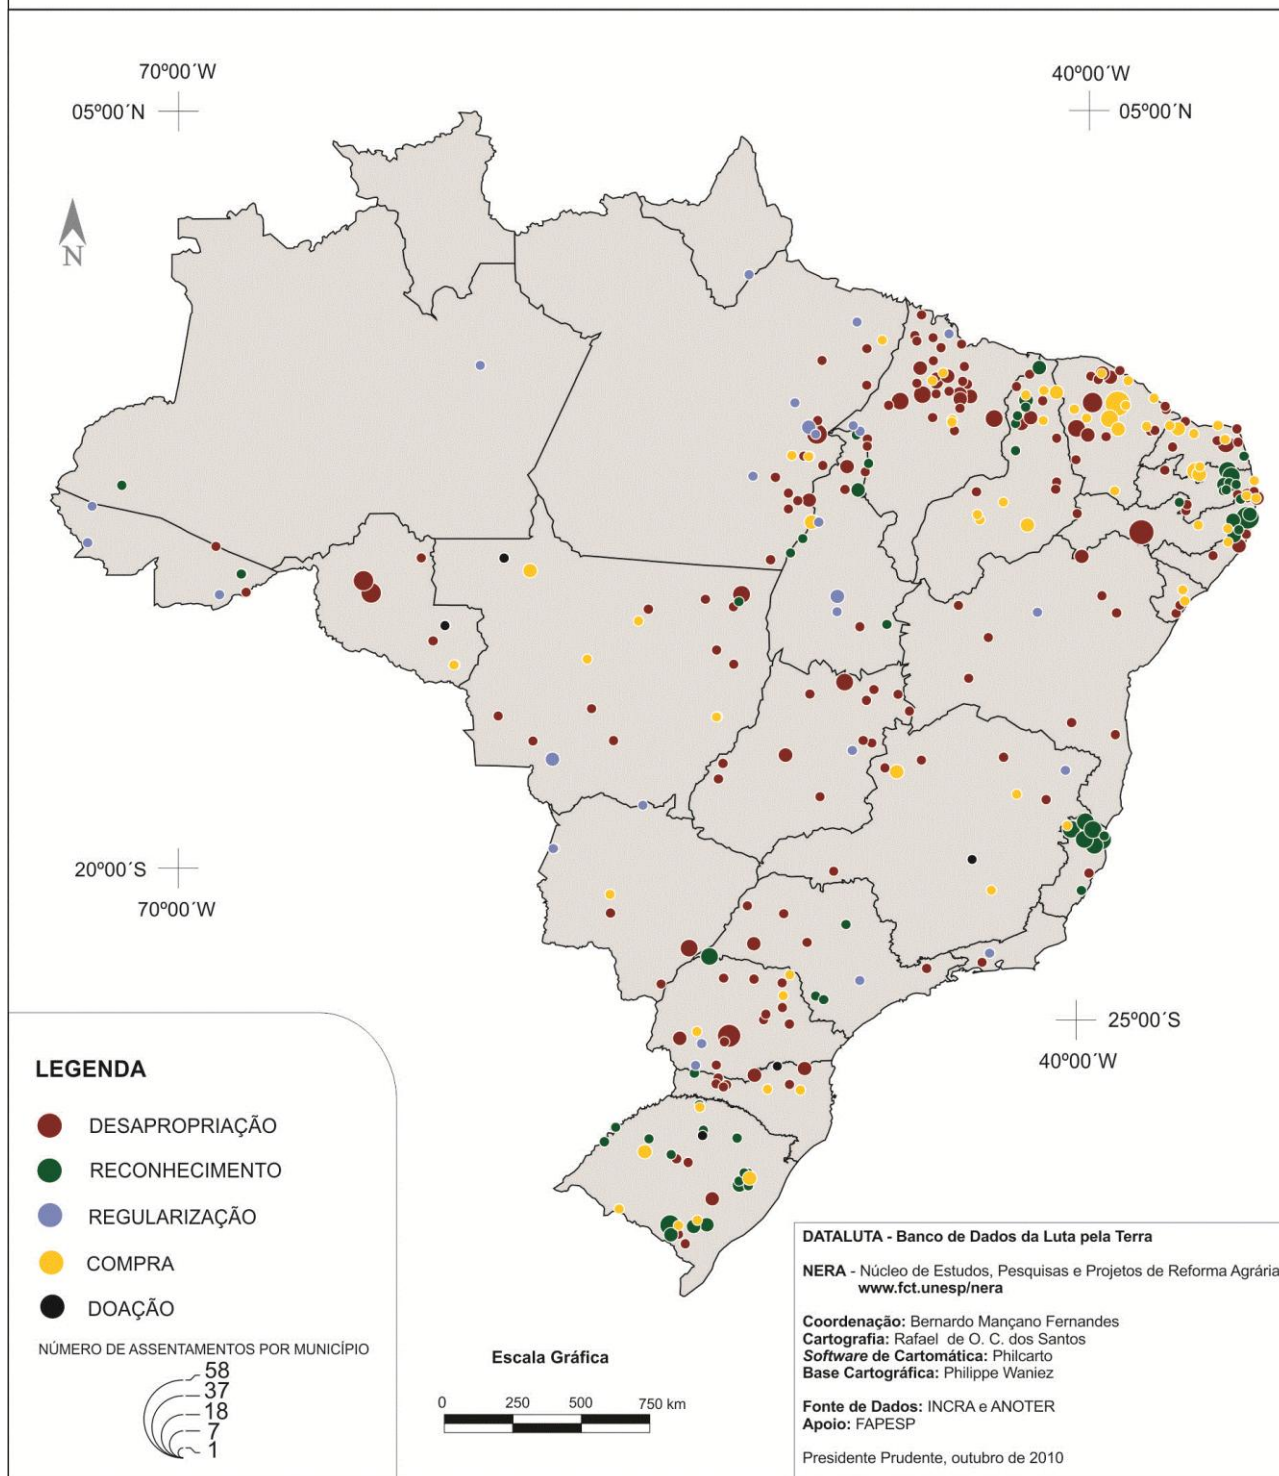 70º00´W
40º00´W
05º00´N
05º00´N
N
20º00´S
70º00´W
25º00´S
40º00´W
LEGENDA
DESAPROPRIAÇÃO
RECONHECIMENTO
REGULARIZAÇÃO
COMPRA
DOAÇÃO
NÚMERO DE ASSENTAMENTOS POR MUNICÍPIO
58
37
18
7
1
Escala Gráfica
0 250 500 750 km
DATALUTA - Banco de Dados da Luta pela Terra
NERA - Núcleo de Estudos, Pesquisas e Projetos de Reforma Agrária
www.fct.unesp/nera
Coordenação: Bernardo Mançano Fernandes
Cartografia: Rafael de O. C. dos Santos
Software de Cartomática: Philcarto
Base Cartográfica: Philippe Waniez
Fonte de Dados: INCRA e ANOTER
Apoio: FAPESP
Presidente Prudente, outubro de 2010